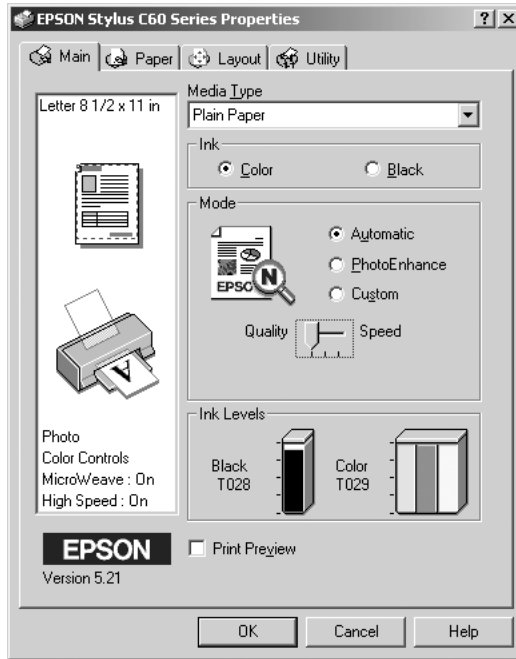 EPSON Stylus C60 Series Properties
Main
Paper
Layout
Utility
Letter 8 1/2 x 11 in
Media Type
Plain Paper
Ink
Color
Black
Mode
EPSO
N
Automatic
PhotoEnhance
Custom
Quality
Speed
A
Photo
Color Controls
MicroWeave : On
High Speed : On
Ink Levels
Black
T028
Color
T029
EPSON
Version 5.21
Print Preview
OK
Cancel
Help